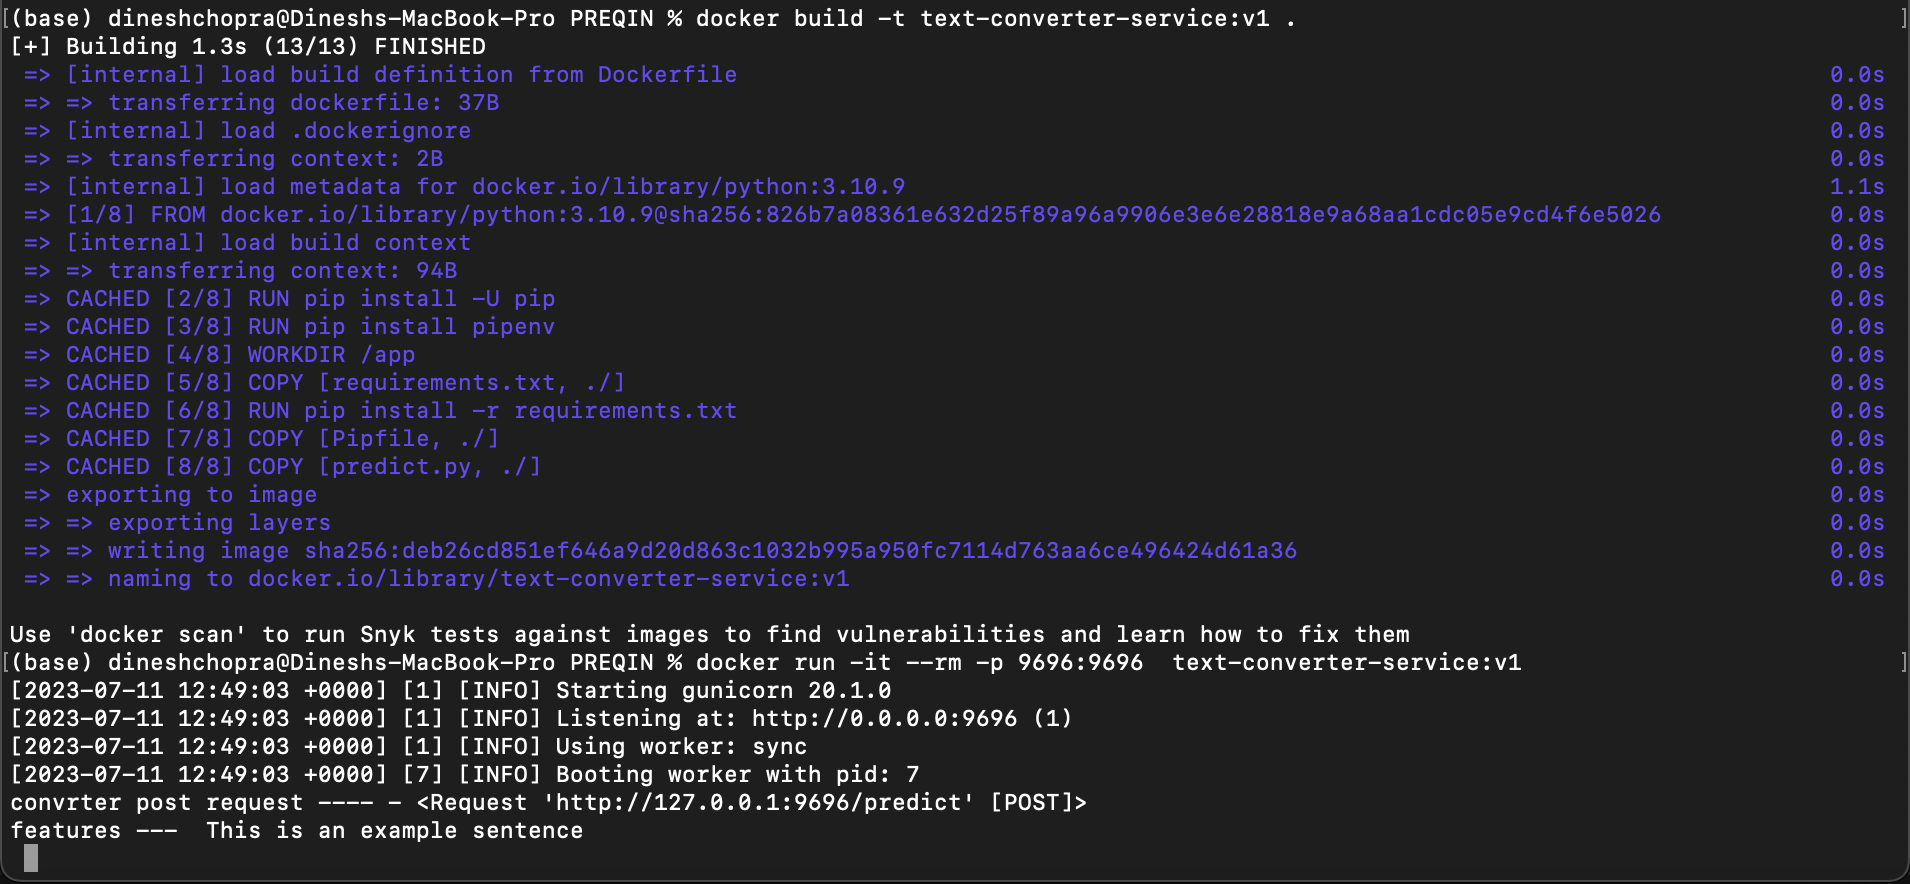 [(base) dineshchopra@Dineshs-MacBook-Pro PREQIN % docker build -t text-converter-service:v1 . ]
[+] Building 1.3s (13/13) FINISHED
=> [internal] load build definition from Dockerfile 0.0s
=> => transferring dockerfile: 37B 0.0s
=> [internal] load .dockerignore 0.0s
=> => transferring context: 2B 0.0s
=> [internal] load metadata for docker.io/library/python:3.10.9 1.1s
=> [1/8] FROM docker.io/library/python:3.10.9@sha256:826b7a08361e632d25f89a96a9906e3e6e28818e9a68aa1cdc05e9cd4f6e5026 0.0s
=> [internal] load build context 0.0s
=> => transferring context: 94B 0.0s
=> CACHED [2/8] RUN pip install -U pip 0.0s
=> CACHED [3/8] RUN pip install pipenv 0.0s
=> CACHED [4/8] WORKDIR /app 0.0s
=> CACHED [5/8] COPY [requirements.txt, ./] 0.0s
=> CACHED [6/8] RUN pip install -r requirements.txt 0.0s
=> CACHED [7/8] COPY [Pipfile, ./] 0.0s
=> CACHED [8/8] COPY [predict.py, ./] 0.0s
=> exporting to image 0.0s
=> => exporting layers 0.0s
=> => writing image sha256:deb26cd851ef646a9d20d863c1032b995a950fc7114d763aa6ce496424d61a36 0.0s
=> => naming to docker.io/library/text-converter-service:v1 0.0s
Use 'docker scan' to run Snyk tests against images to find vulnerabilities and learn how to fix them
[(base) dineshchopra@Dineshs-MacBook-Pro PREQIN % docker run -it --rm -p 9696:9696  text-converter-service:v1 ]
[2023-07-11 12:49:03 +0000] [1] [INFO] Starting gunicorn 20.1.0
[2023-07-11 12:49:03 +0000] [1] [INFO] Listening at: http://0.0.0.0:9696 (1)
[2023-07-11 12:49:03 +0000] [1] [INFO] Using worker: sync
[2023-07-11 12:49:03 +0000] [7] [INFO] Booting worker with pid: 7
convrter post request ---- - <Request 'http://127.0.0.1:9696/predict' [POST]>
features ---  This is an example sentence